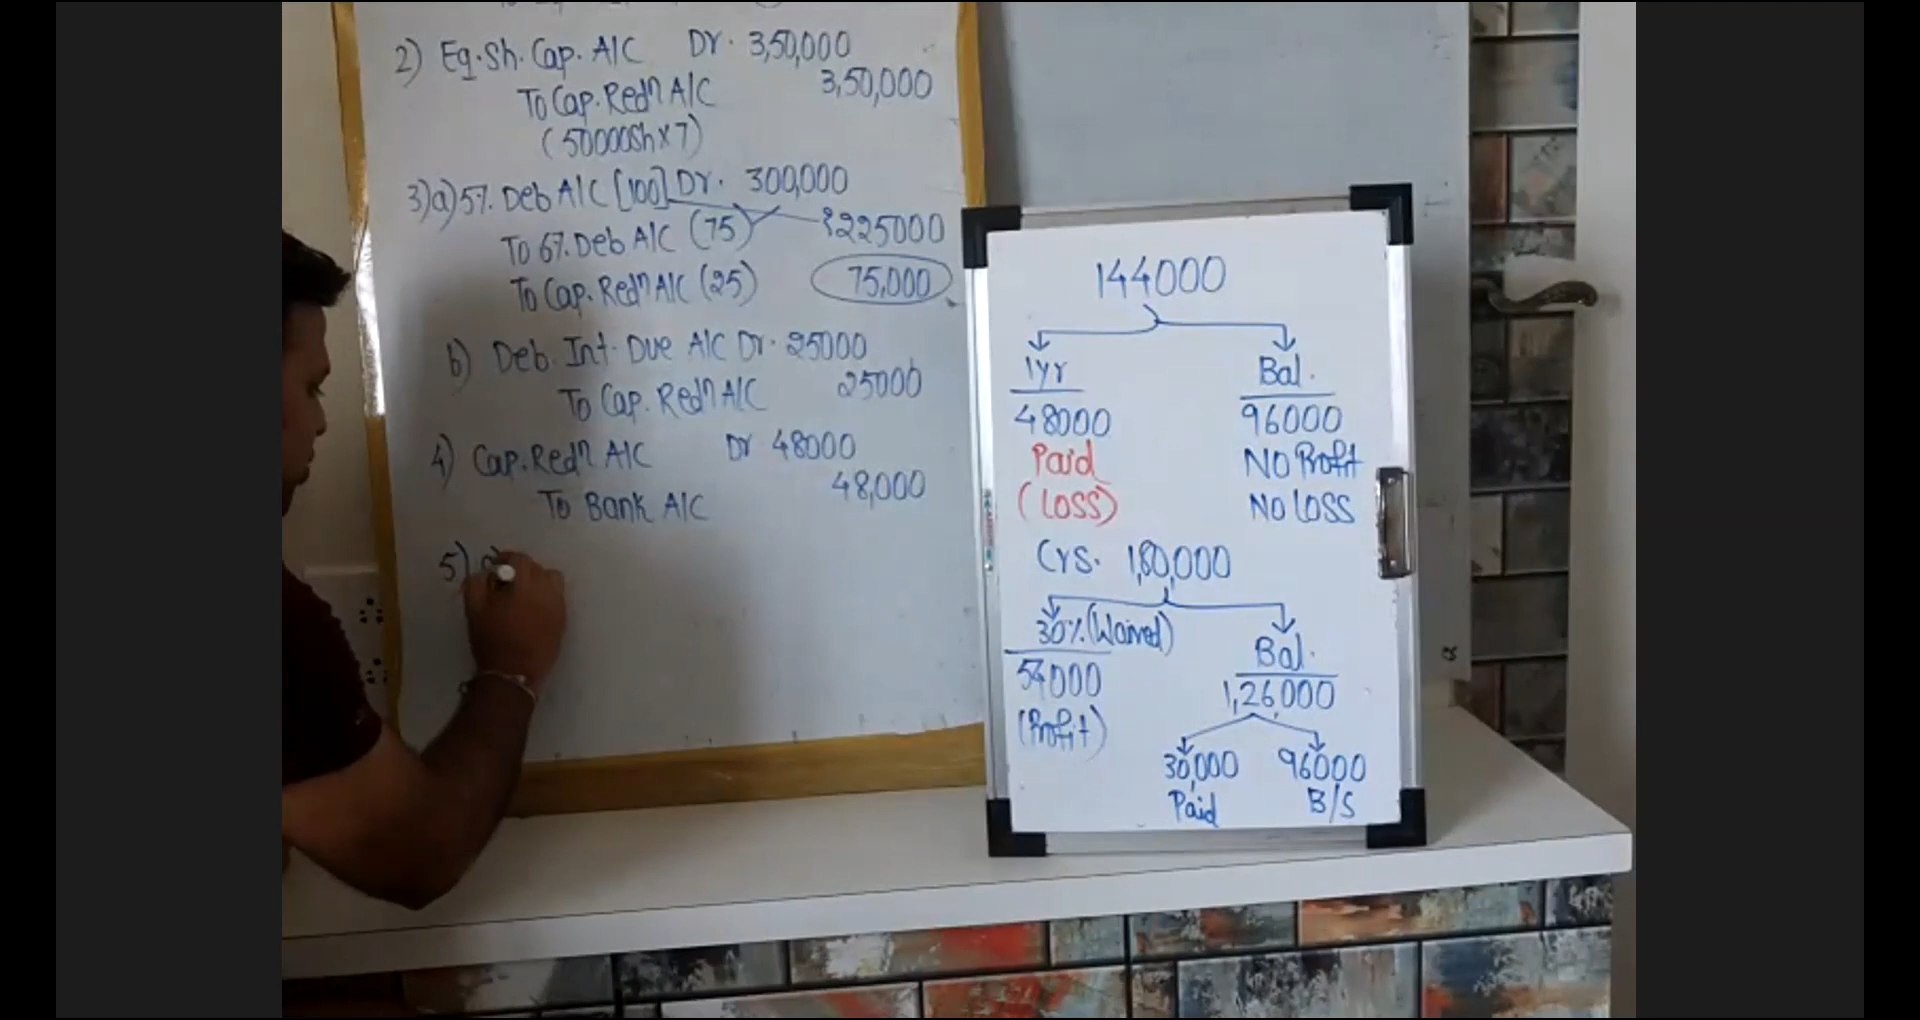 2) Eq. Sh. Cap. A/C Dr. 3,50,000
To Cap. Redn A/C 3,50,000
(50000Sh x 7)
3) a) 5% Deb A/C [100] Dr. 300,000
To 6% Deb A/C (75) 225000
To Cap. Redn A/C (25) 75,000
b) Deb. Int. Due A/C Dr. 25000
To Cap. Redn A/C 25000
4) Cap. Redn A/C Dr 48000
To Bank A/C 48,000
5)
144000
1yr Bal.
48000 96000
Paid NO Profit
(LOSS) NO LOSS
Crs. 1,80,000
30% (Waived) Bal.
54000 1,26,000
(Profit)
30,000 96000
Paid B/S